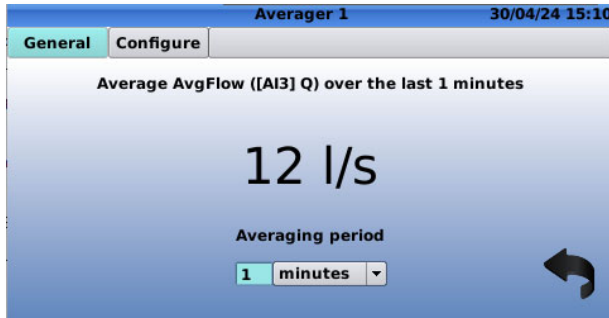 Averager 1 30/04/24 15:10
General Configure
Average AvgFlow ([AI3] Q) over the last 1 minutes
12 l/s
Averaging period
1 minutes